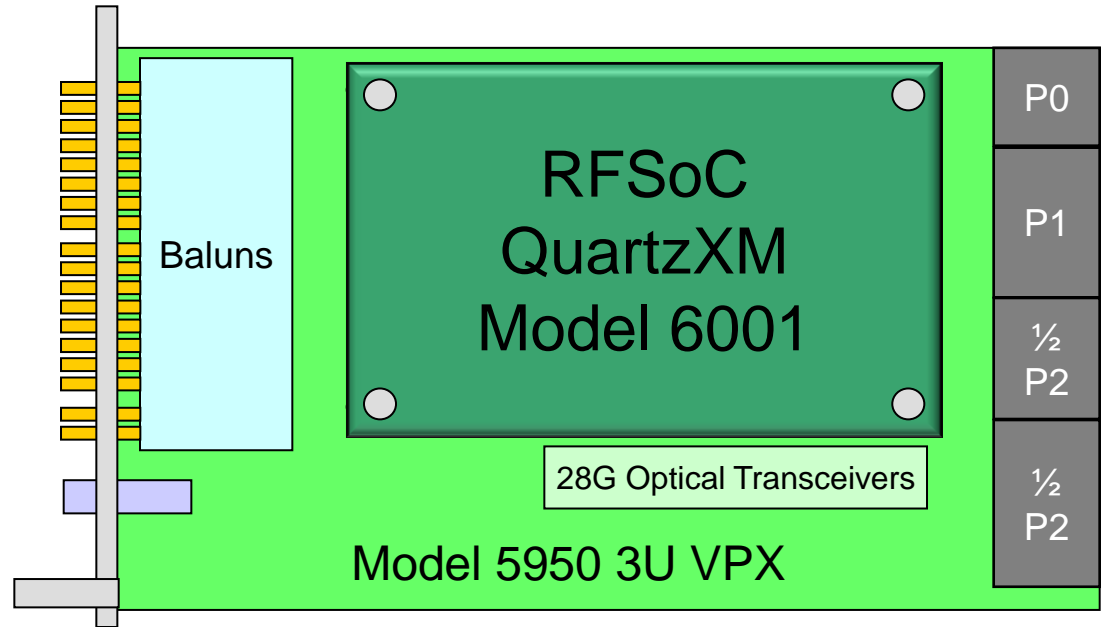 P0
RFSoC
QuartzXM
Model 6001
P1
Baluns
½
P2
28G Optical Transceivers
½
P2
Model 5950 3U VPX